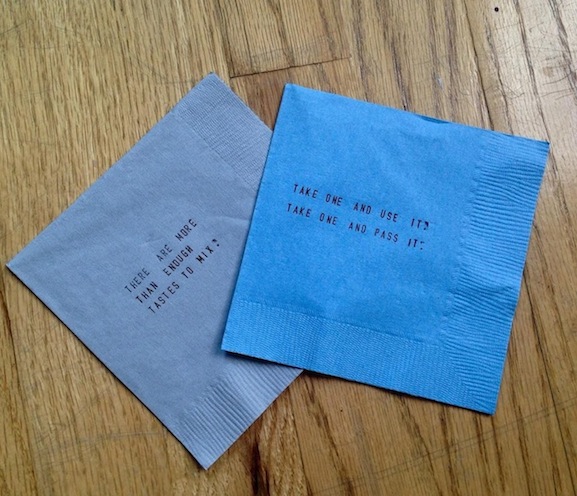 THERE ARE MORE
THAN ENOUGH
TASTES TO MIX.
TAKE ONE AND USE IT.
TAKE ONE AND PASS IT.